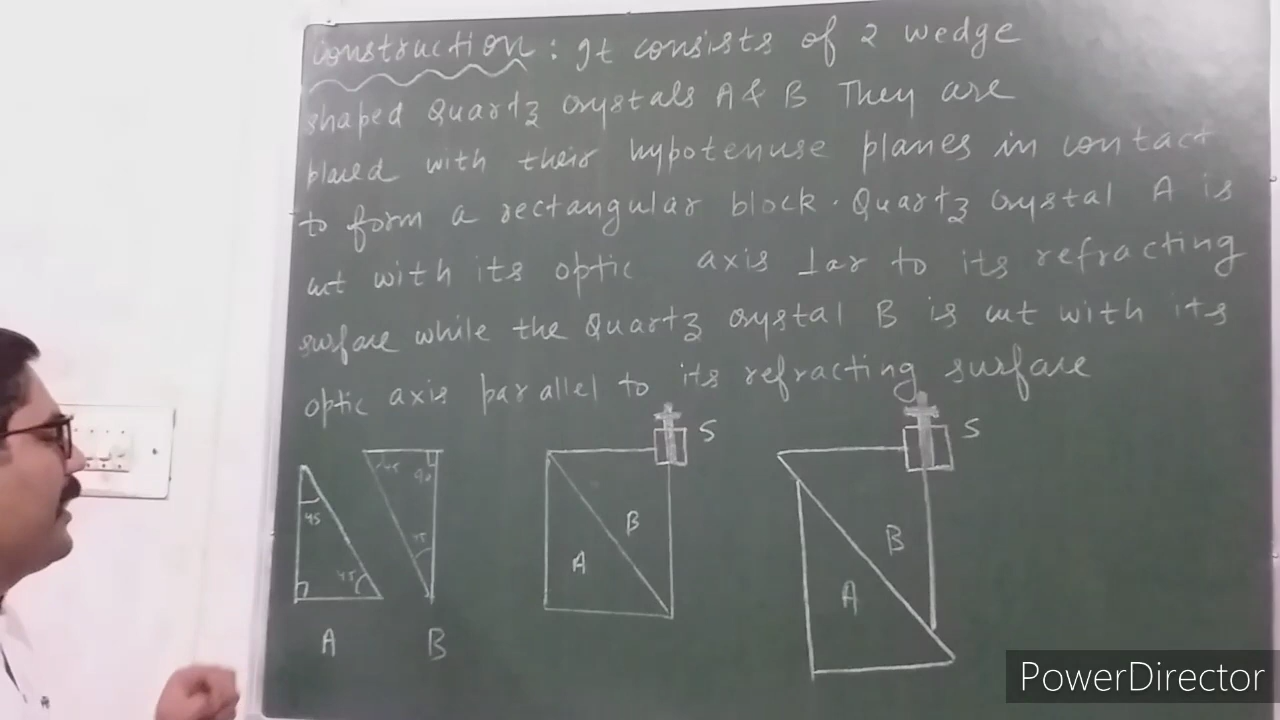 construction: It consists of 2 wedge
shaped Quartz crystals A & B They are
placed with their hypotenuse planes in contact
to form a rectangular block. Quartz crystal A is
cut with its optic axis ⊥ar to its refracting
surface while the Quartz crystal B is cut with its
optic axis parallel to its refracting surface
S
S
45
90
45
45
45
B
A
B
A
A
B
PowerDirector